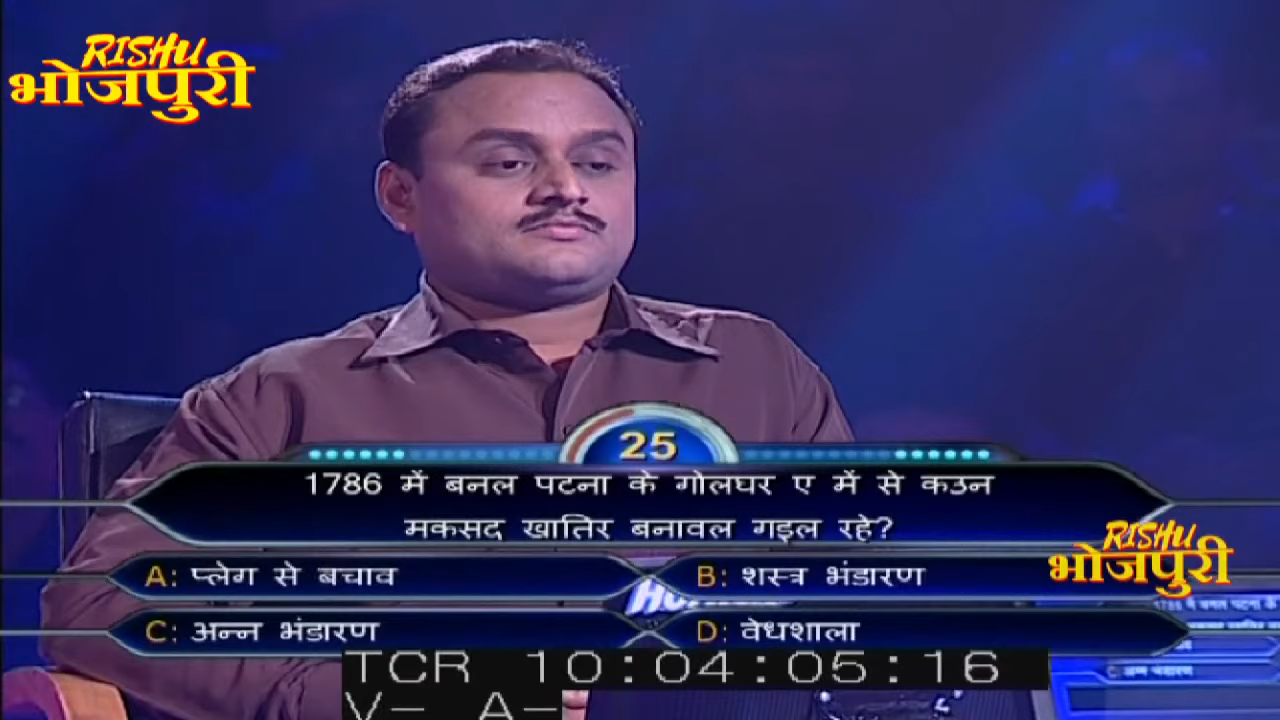 RISHU
भोजपुरी
25
1786 में बनल पटना के गोलघर ए में से कउन
मकसद खातिर बनावल गइल रहे?
A: प्लेग से बचाव
B: शस्त्र भंडारण
C: अन्न भंडारण
D: वेधशाला
RISHU
भोजपुरी
TCR 10:04:05:16
V- A-